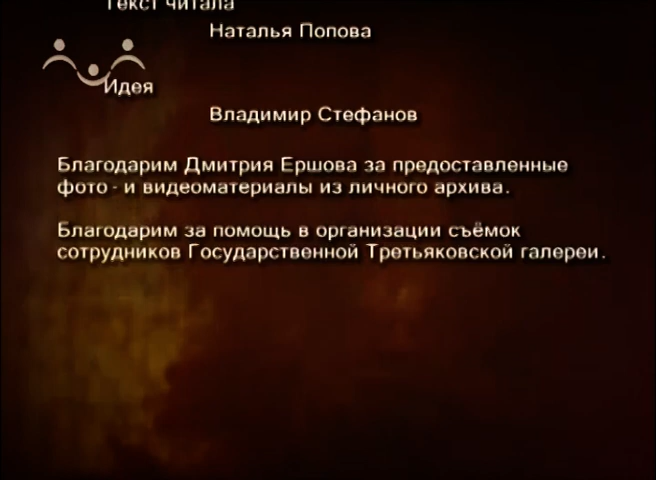 Текст читала
Наталья Попова
Идея
Владимир Стефанов
Благодарим Дмитрия Ершова за предоставленные
фото - и видеоматериалы из личного архива.
Благодарим за помощь в организации съёмок
сотрудников Государственной Третьяковской галереи.